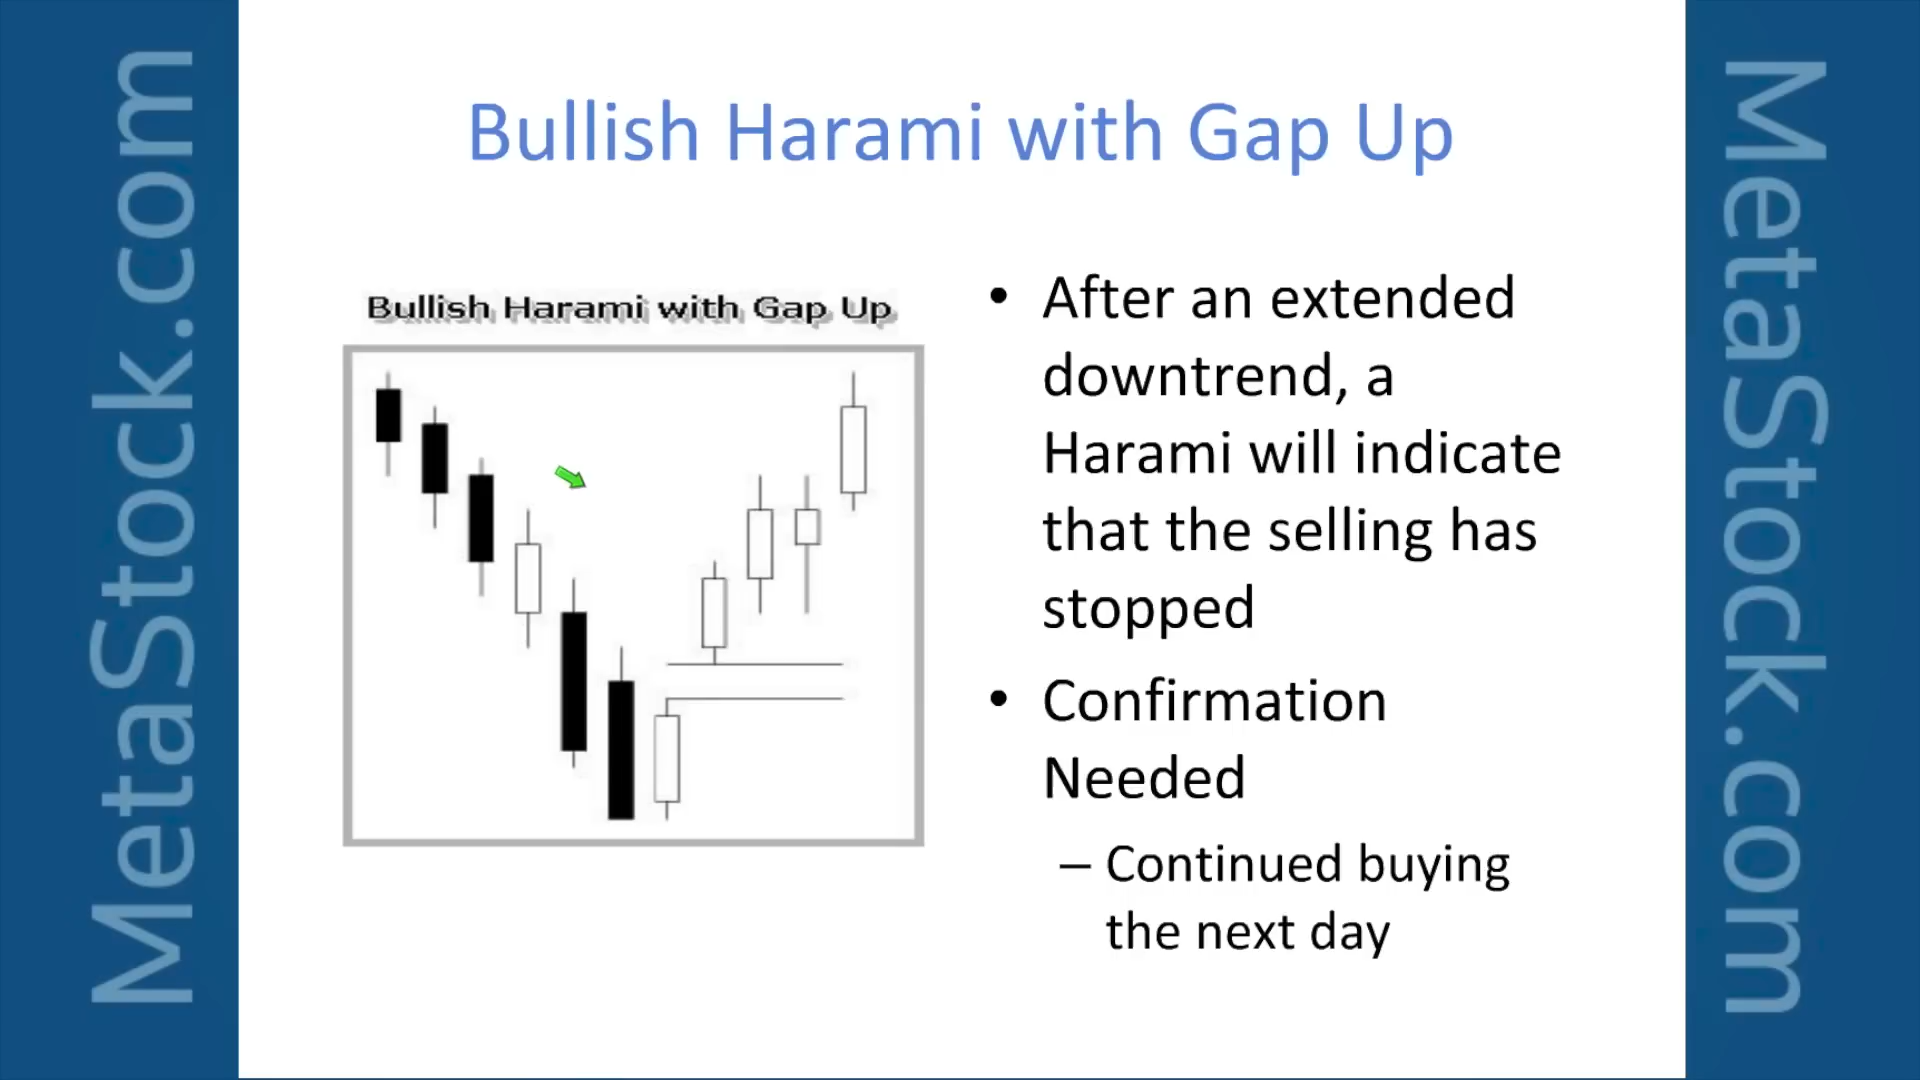 MetaStock.com
Bullish Harami with Gap Up
Bullish Harami with Gap Up
• After an extended
downtrend, a
Harami will indicate
that the selling has
stopped
• Confirmation
Needed
– Continued buying
the next day
MetaStock.com